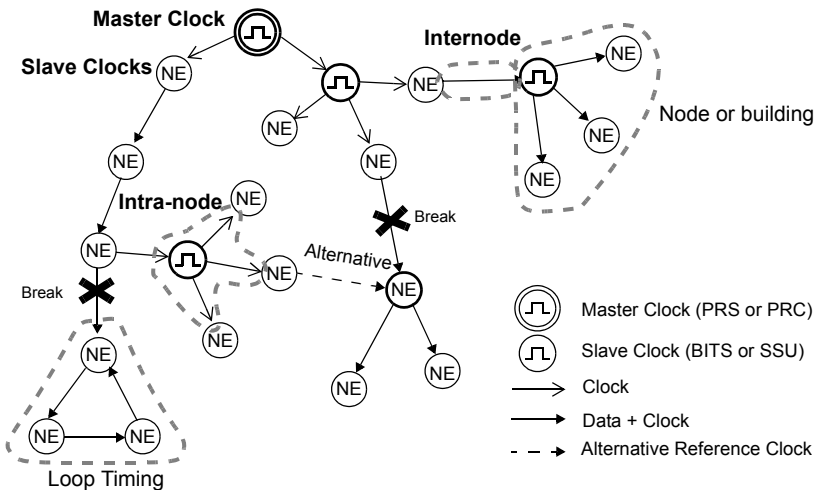 Master Clock
Internode
Slave Clocks
NE
NE
NE
NE
NE
Node or building
NE
NE
NE
NE
Intra-node
NE
Break
NE
Alternative
NE
Break
NE
Master Clock (PRS or PRC)
NE
NE
Slave Clock (BITS or SSU)
NE
NE
Clock
NE
NE
Data + Clock
Alternative Reference Clock
Loop Timing